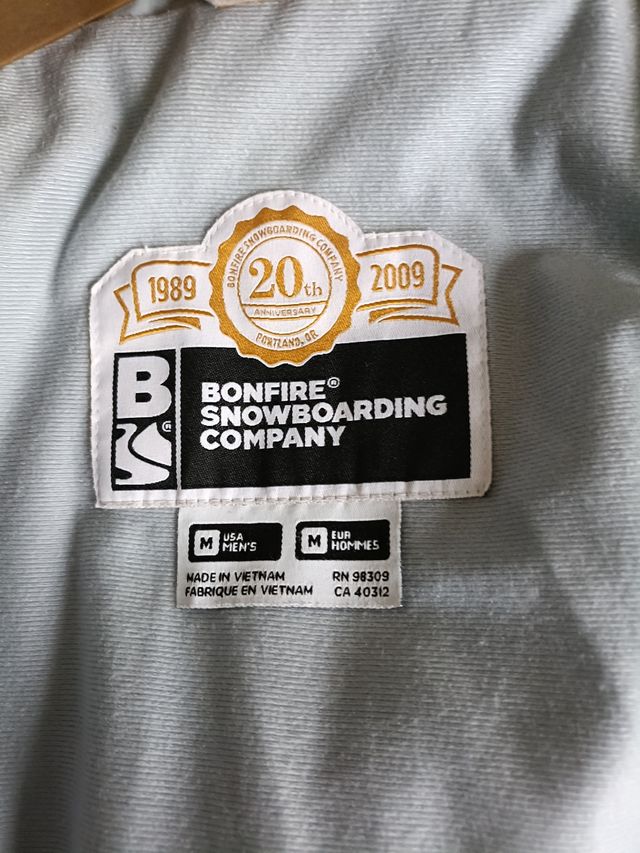 BONFIRE SNOWBOARDING COMPANY
1989
20th
2009
ANNIVERSARY
PORTLAND, OR
B
®
BONFIRE®
SNOWBOARDING
COMPANY
M USA MEN'S
M EUR HOMMES
MADE IN VIETNAM RN 98309
FABRIQUE EN VIETNAM CA 40312